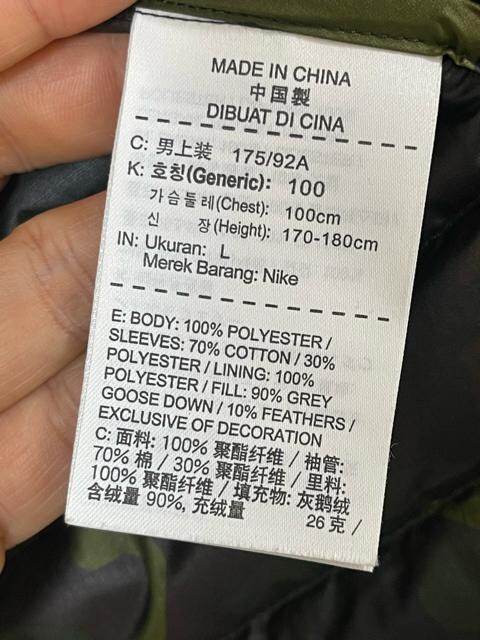 MADE IN CHINA
中国製
DIBUAT DI CINA
C: 男上装 175/92A
K: 호칭(Generic): 100
가슴둘레(Chest): 100cm
신 장(Height): 170-180cm
IN: Ukuran: L
Merek Barang: Nike
E: BODY: 100% POLYESTER /
SLEEVES: 70% COTTON / 30%
POLYESTER / LINING: 100%
POLYESTER / FILL: 90% GREY
GOOSE DOWN / 10% FEATHERS /
EXCLUSIVE OF DECORATION
C: 面料: 100% 聚酯纤维 / 袖管:
70% 棉 / 30% 聚酯纤维 / 里料:
100% 聚酯纤维 / 填充物: 灰鹅绒
含绒量 90%, 充绒量 26 克 /